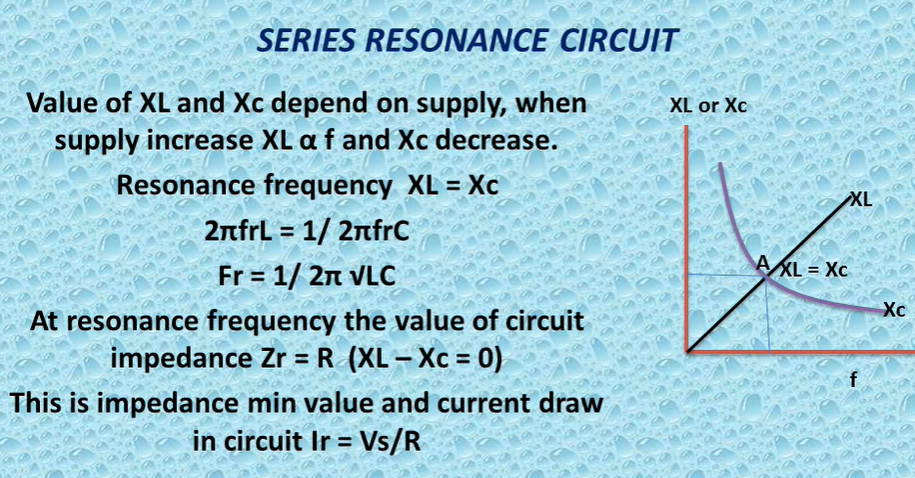 SERIES RESONANCE CIRCUIT
Value of XL and Xc depend on supply, when
supply increase XL α f and Xc decrease.
Resonance frequency  XL = Xc
2πfrL = 1/ 2πfrC
Fr = 1/ 2π √LC
At resonance frequency the value of circuit
impedance Zr = R  (XL – Xc = 0)
This is impedance min value and current draw
in circuit Ir = Vs/R
XL or Xc
XL
A
XL = Xc
Xc
f